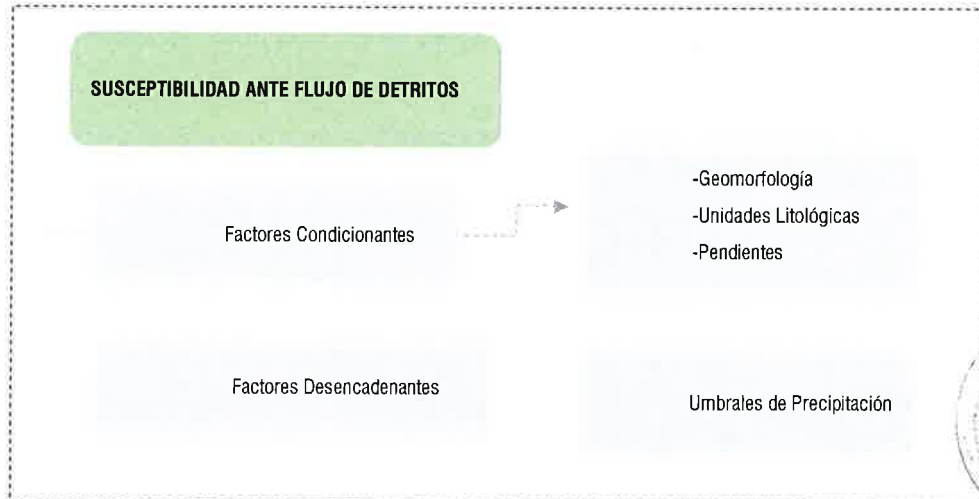 SUSCEPTIBILIDAD ANTE FLUJO DE DETRITOS
Factores Condicionantes
-Geomorfología
-Unidades Litológicas
-Pendientes
Factores Desencadenantes
Umbrales de Precipitación